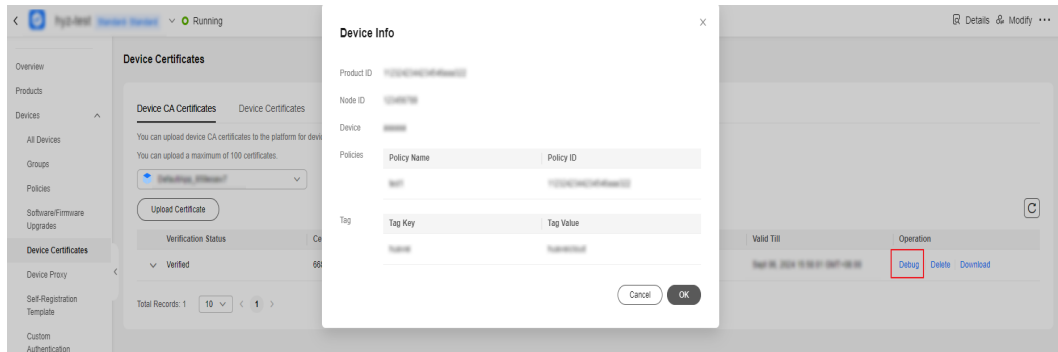 Running
Details
Modify
Overview
Products
Devices
All Devices
Groups
Policies
Software/Firmware
Upgrades
Device Certificates
Device Proxy
Self-Registration
Template
Custom
Authentication
Device Certificates
Device CA Certificates Device Certificates
You can upload device CA certificates to the platform for devi
You can upload a maximum of 100 certificates.
Upload Certificate
Verification Status Ce Valid Till Operation
Verified 66 Debug Delete Download
Total Records: 1 10 1
Device Info
Product ID
Node ID
Device
Policies
Policy Name Policy ID
Tag
Tag Key Tag Value
Cancel OK